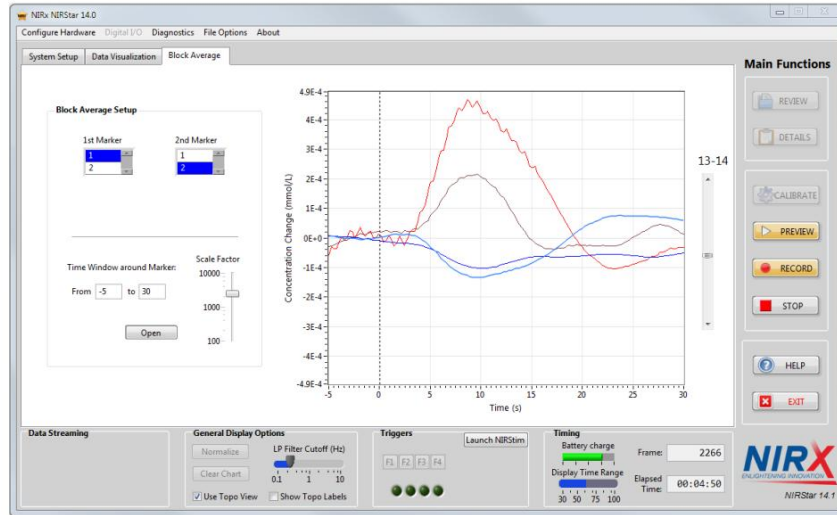 NIRx NIRStar 14.0
Configure Hardware Digital I/O Diagnostics File Options About
System Setup Data Visualization Block Average
Main Functions
Block Average Setup
1st Marker 2nd Marker
1 1
2 2
Time Window around Marker:
From -5 to 30
Open
Scale Factor
10000
1000
100
Concentration Change (mmol/L)
4.9E-4
4E-4
3E-4
2E-4
1E-4
0E+0
-1E-4
-2E-4
-3E-4
-4E-4
-4.9E-4
-5 0 5 10 15 20 25 30
Time (s)
13-14
REVIEW
DETAILS
CALIBRATE
PREVIEW
RECORD
STOP
HELP
EXIT
Data Streaming
General Display Options
Normalize
Clear Chart
LP Filter Cutoff (Hz)
0.1 1 10
Use Topo View Show Topo Labels
Triggers
Launch NIRStim
F1 F2 F3 F4
Timing
Battery charge
Display Time Range
30 50 75 100
Frame: 2266
Elapsed
Time: 00:04:50
NIRX
ENLIGHTENING INNOVATION
NIRStar 14.1